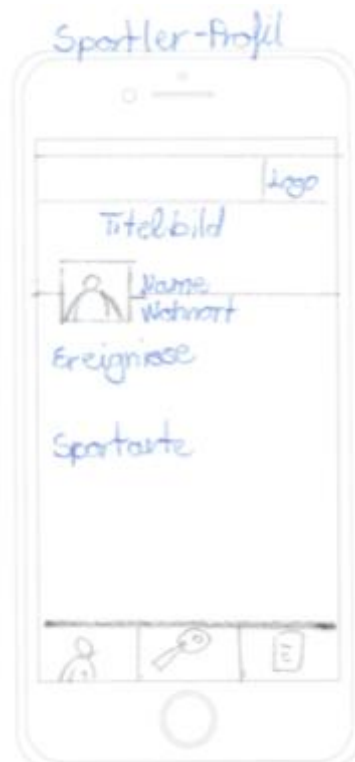 Sportler-Profil
Logo
Titelbild
Name
Wohnort
Ereignisse
Sportarte